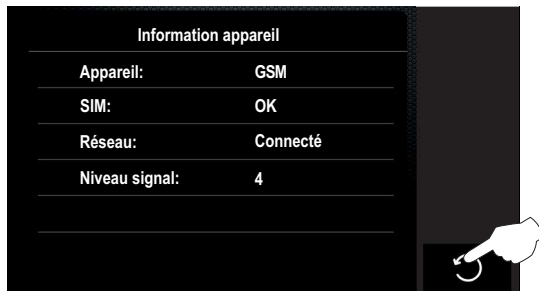 Information appareil
Appareil: GSM
SIM: OK
Réseau: Connecté
Niveau signal: 4